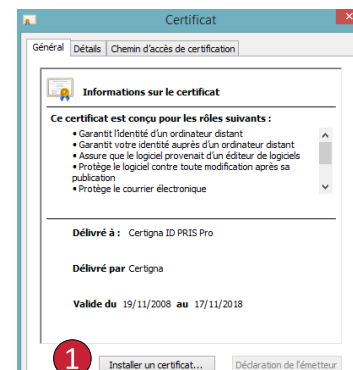 Certificat
Général Détails Chemin d'accès de certification
Informations sur le certificat
Ce certificat est conçu pour les rôles suivants :
• Garantit l'identité d'un ordinateur distant
• Garantit votre identité auprès d'un ordinateur distant
• Assure que le logiciel provenait d'un éditeur de logiciels
• Protège le logiciel contre toute modification après sa
publication
• Protège le courrier électronique
Délivré à : Certigna ID PRIS Pro
Délivré par Certigna
Valide du 19/11/2008 au 17/11/2018
1
Installer un certificat... Déclaration de l'émetteur